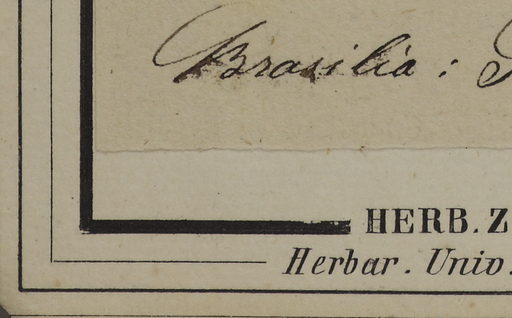 Brasilia:
HERB. Z
Herbar. Univ.